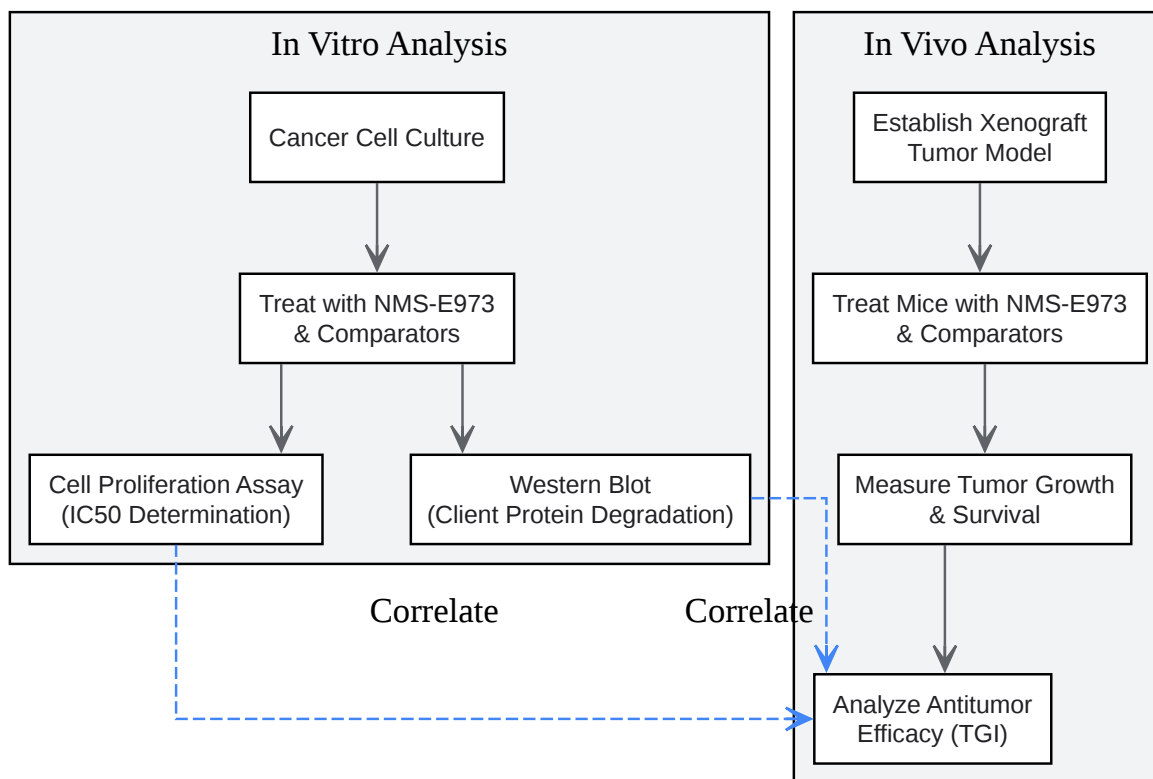 In Vitro Analysis
Cancer Cell Culture
Treat with NMS-E973
& Comparators
Cell Proliferation Assay
(IC50 Determination)
Western Blot
(Client Protein Degradation)
Correlate
Correlate
In Vivo Analysis
Establish Xenograft
Tumor Model
Treat Mice with NMS-E973
& Comparators
Measure Tumor Growth
& Survival
Analyze Antitumor
Efficacy (TGI)